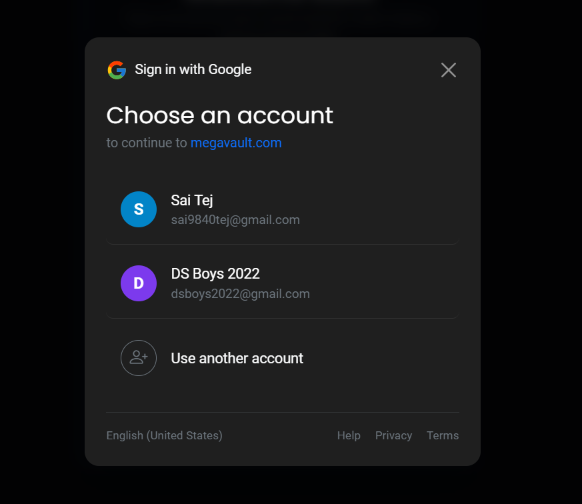 Sign in with Google
Choose an account
to continue to megavault.com
S
Sai Tej
sai9840tej@gmail.com
D
DS Boys 2022
dsboys2022@gmail.com
Use another account
English (United States) Help Privacy Terms